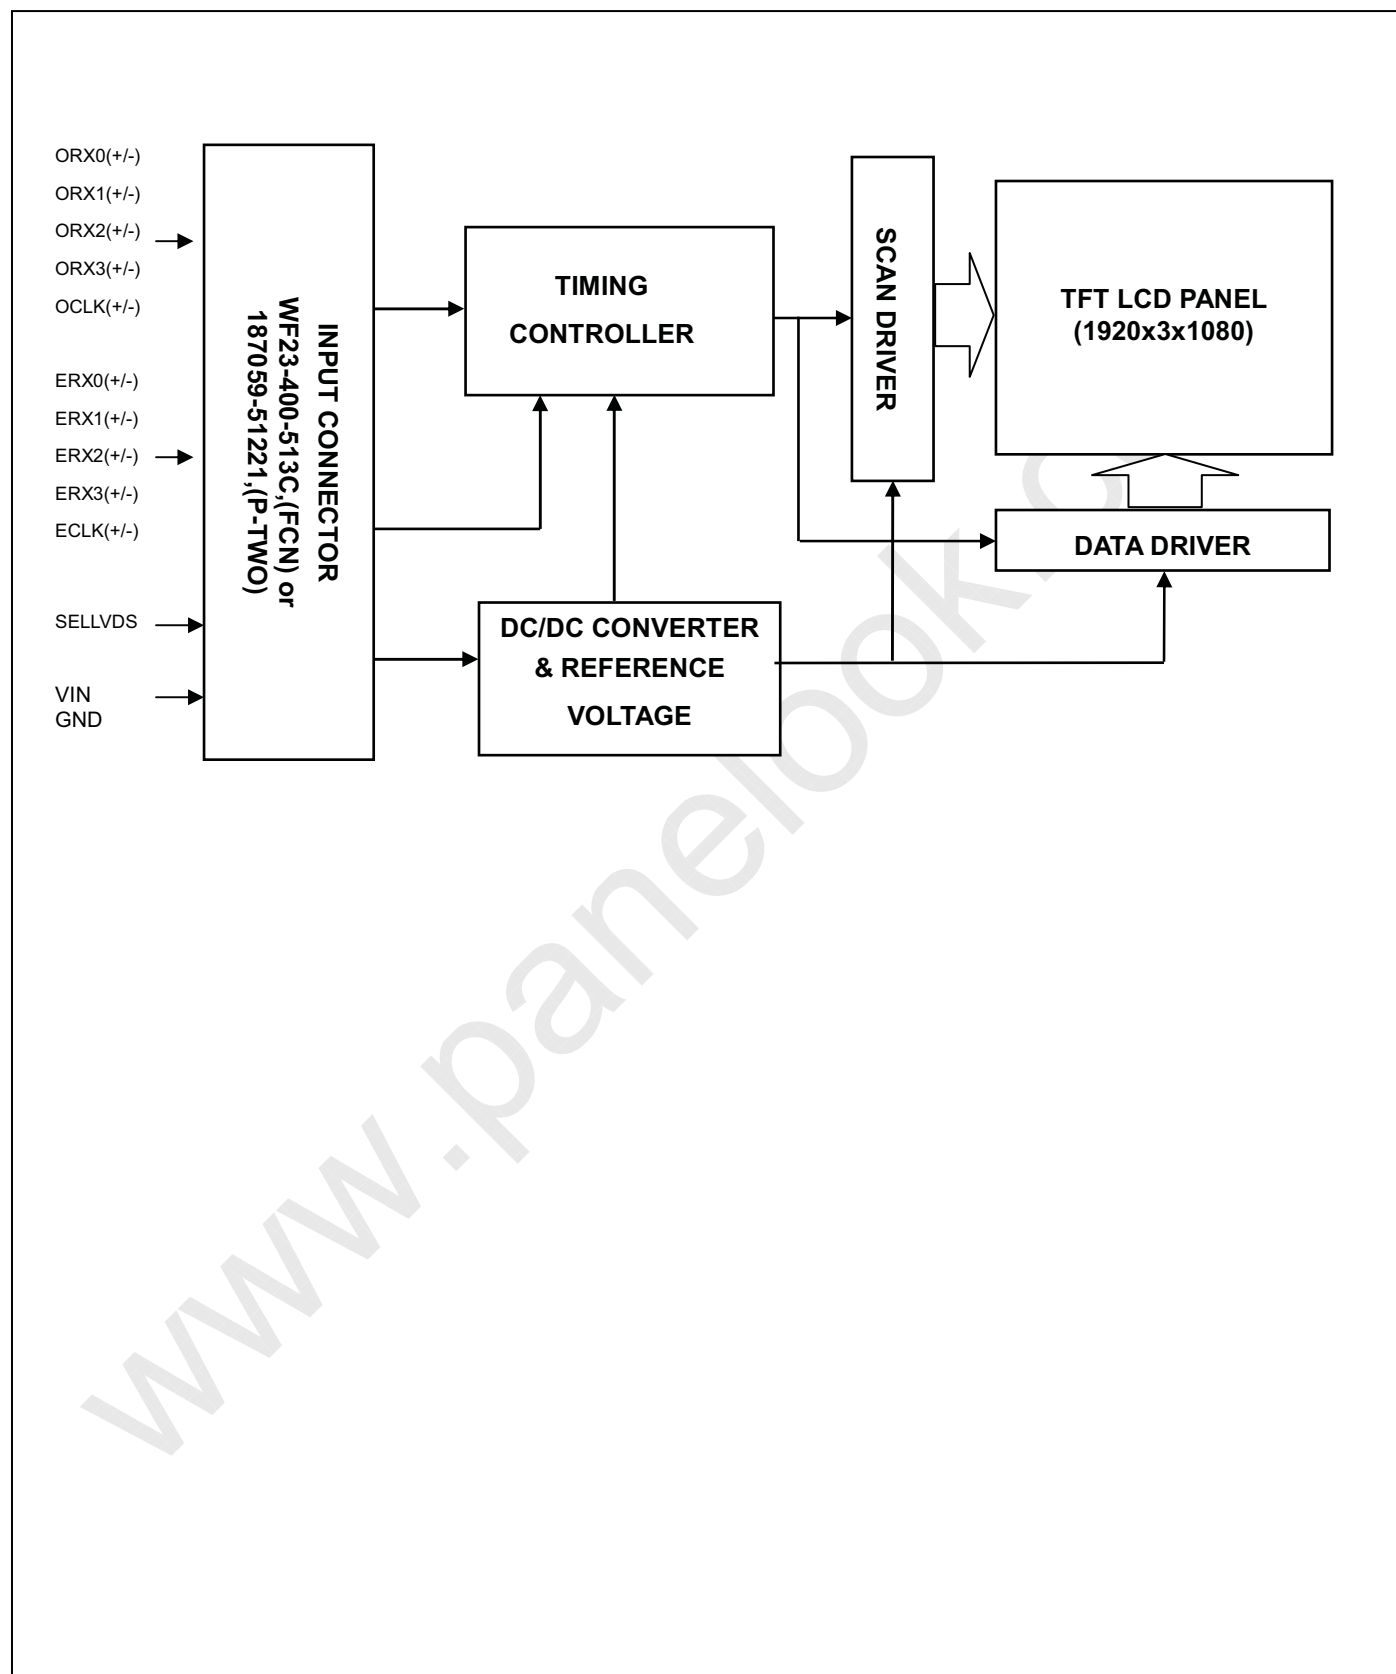 ORX0(+/-)
ORX1(+/-)
ORX2(+/-)
ORX3(+/-)
OCLK(+/-)
ERX0(+/-)
ERX1(+/-)
ERX2(+/-)
ERX3(+/-)
ECLK(+/-)
SELLVDS
VIN
GND
INPUT CONNECTOR
WF23-400-513C,(FCN) or
187059-51221,(P-TWO)
TIMING
CONTROLLER
DC/DC CONVERTER
& REFERENCE
VOLTAGE
SCAN DRIVER
TFT LCD PANEL
(1920x3x1080)
DATA DRIVER
www.panelook.c